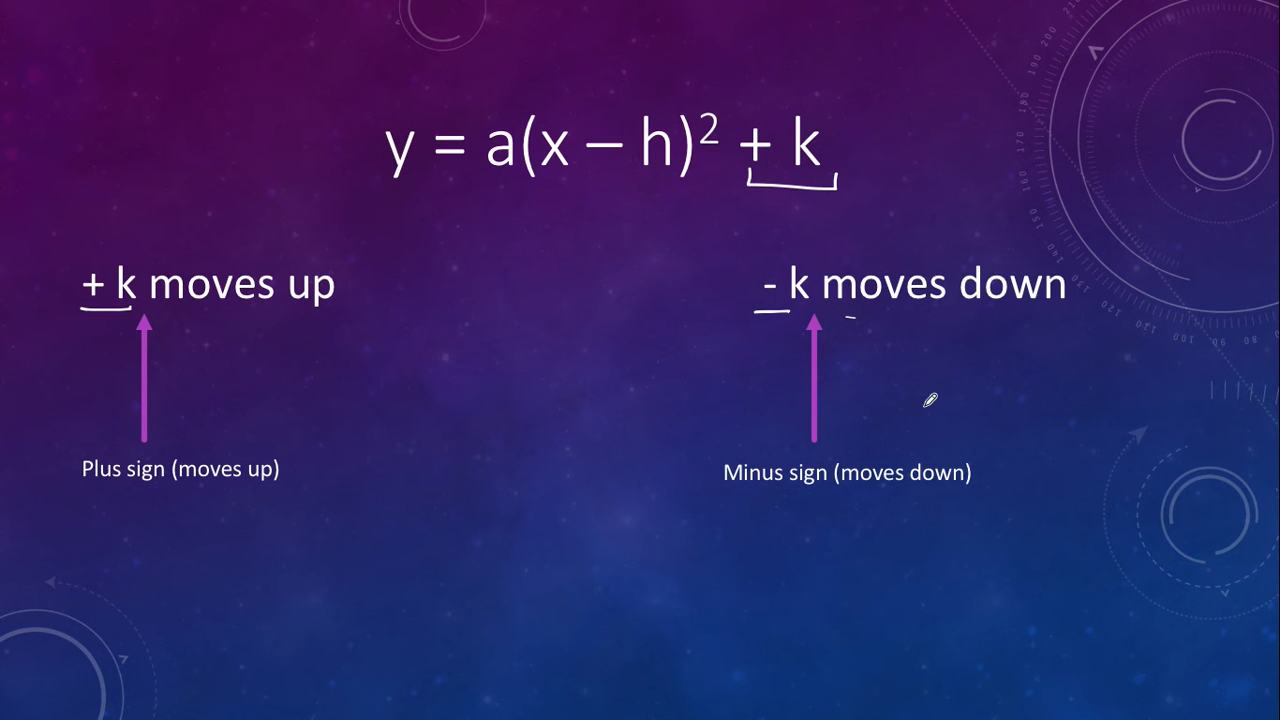 y = a(x – h)² + k
+ k moves up
- k moves down
Plus sign (moves up)
Minus sign (moves down)